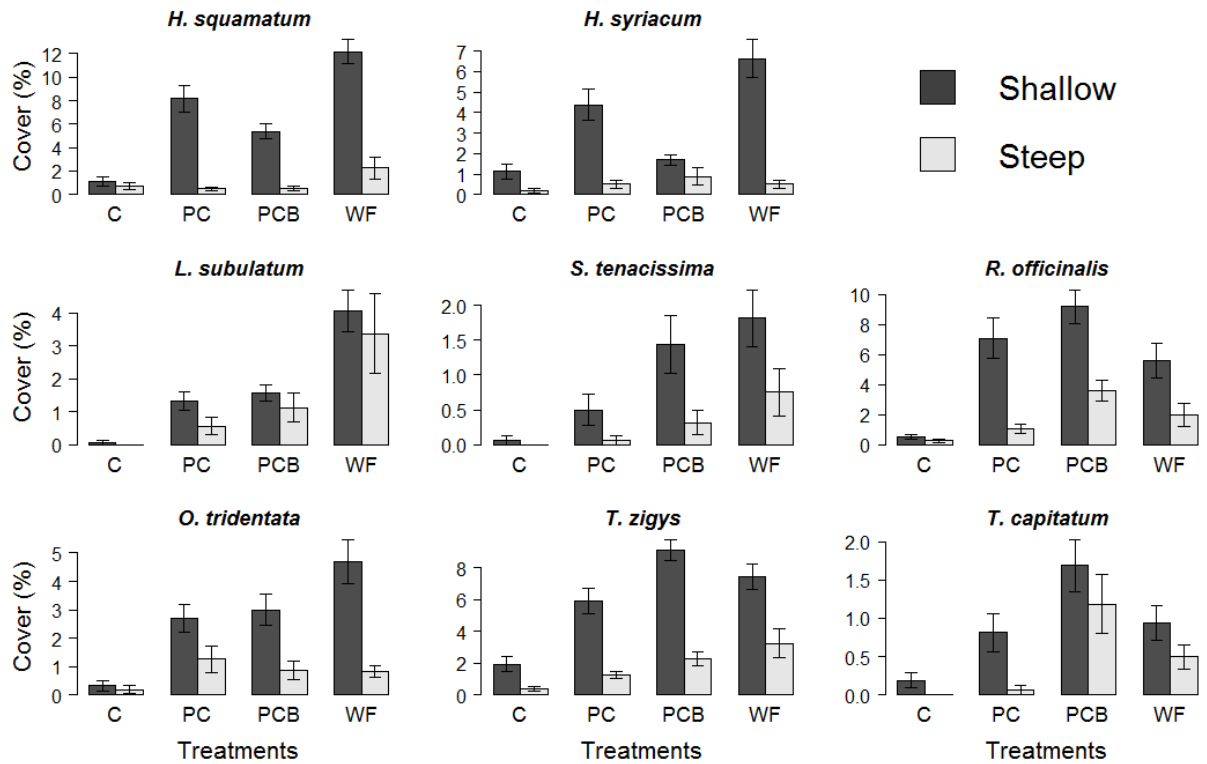 H. squamatum
Cover (%)
12
10
8
6
4
2
0
C PC PCB WF
H. syriacum
7
6
5
4
3
2
1
0
C PC PCB WF
Shallow
Steep
L. subulatum
Cover (%)
4
3
2
1
0
C PC PCB WF
S. tenacissima
2.0
1.5
1.0
0.5
0.0
C PC PCB WF
R. officinalis
10
8
6
4
2
0
C PC PCB WF
O. tridentata
Cover (%)
5
4
3
2
1
0
C PC PCB WF
Treatments
T. zigys
8
6
4
2
0
C PC PCB WF
Treatments
T. capitatum
2.0
1.5
1.0
0.5
0.0
C PC PCB WF
Treatments